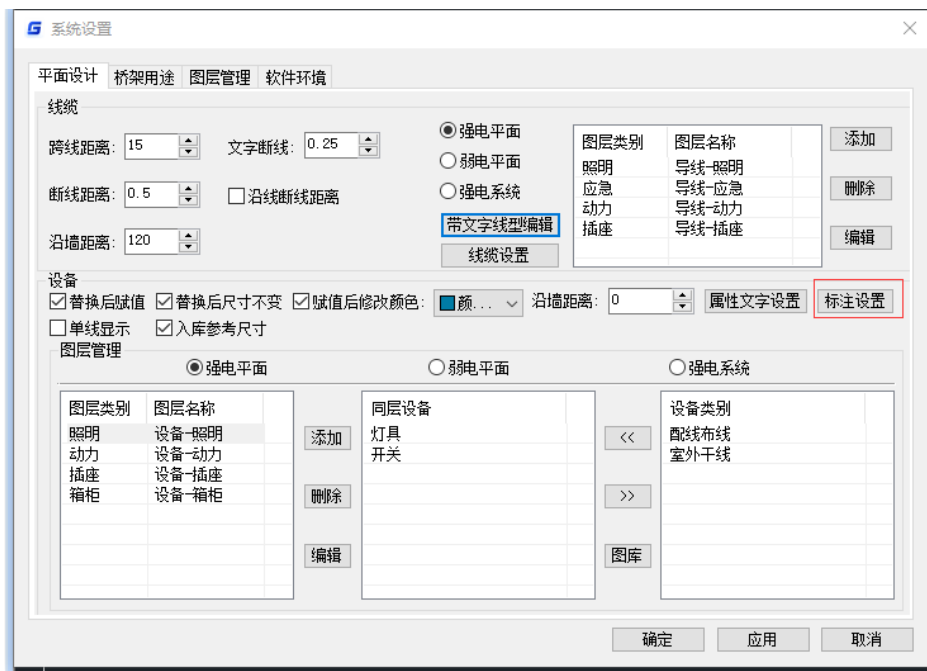 G 系统设置
平面设计 桥架用途 图层管理 软件环境
线缆
跨线距离: 15 文字断线: 0.25
断线距离: 0.5 沿线断线距离
沿墙距离: 120
强电平面
弱电平面
强电系统
带文字线型编辑
线缆设置
图层类别 图层名称
照明 导线-照明
应急 导线-应急
动力 导线-动力
插座 导线-插座
添加
删除
编辑
设备
替换后赋值 替换后尺寸不变 赋值后修改颜色: 颜... 沿墙距离: 0 属性文字设置 标注设置
单线显示 入库参考尺寸
图层管理
强电平面 弱电平面 强电系统
图层类别 图层名称
照明 设备-照明
动力 设备-动力
插座 设备-插座
箱柜 设备-箱柜
添加
删除
编辑
同层设备
灯具
开关
<<
>>
图库
设备类别
配线布线
室外干线
确定 应用 取消